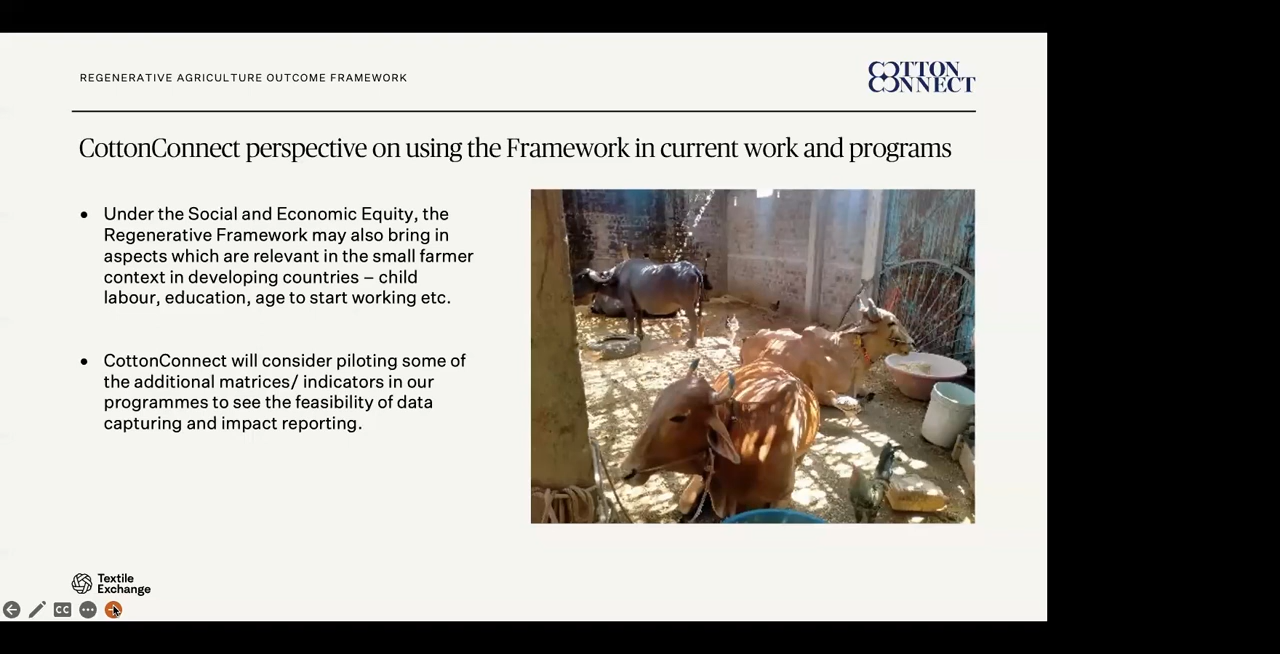 REGENERATIVE AGRICULTURE OUTCOME FRAMEWORK
COTTON
CONNECT
CottonConnect perspective on using the Framework in current work and programs
• Under the Social and Economic Equity, the
Regenerative Framework may also bring in
aspects which are relevant in the small farmer
context in developing countries – child
labour, education, age to start working etc.
• CottonConnect will consider piloting some of
the additional matrices/ indicators in our
programmes to see the feasibility of data
capturing and impact reporting.
Textile
Exchange
CC